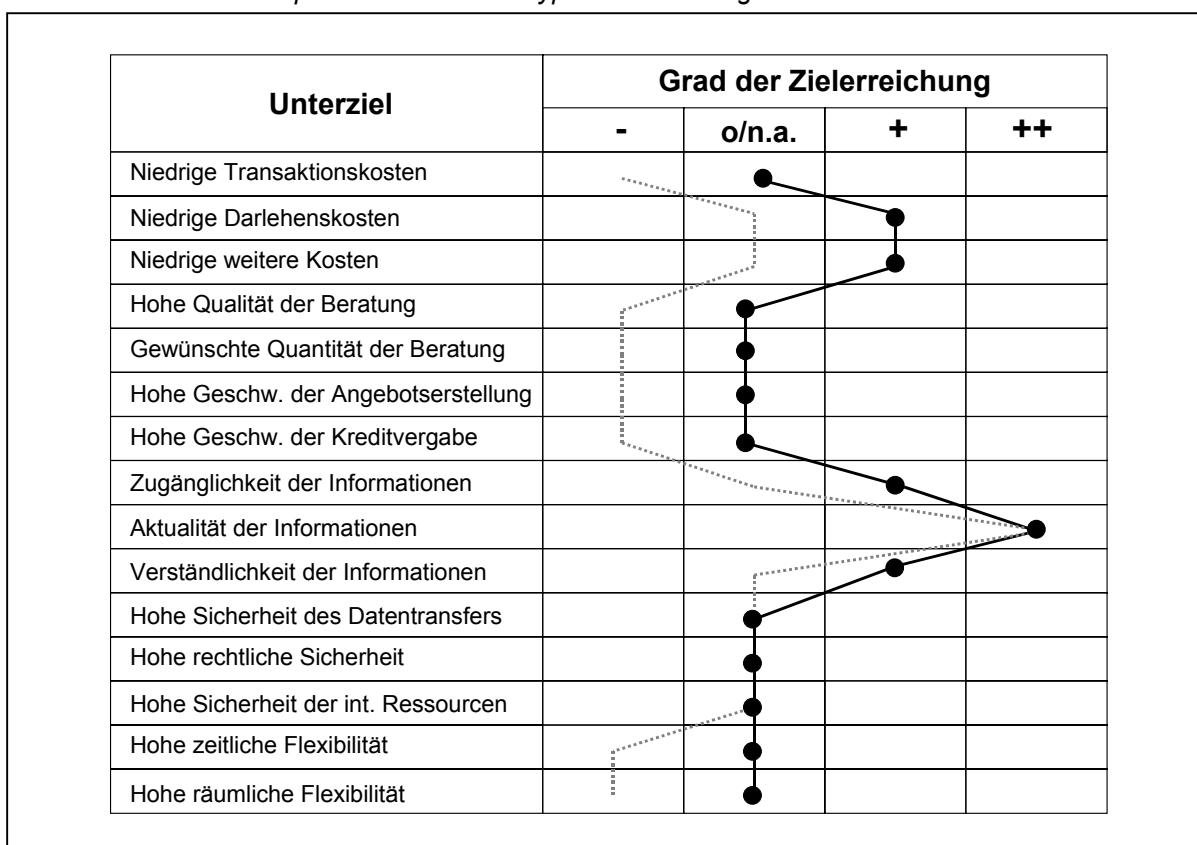 Unterziel
Grad der Zielerreichung
- o/n.a. + ++
Niedrige Transaktionskosten
Niedrige Darlehenskosten
Niedrige weitere Kosten
Hohe Qualität der Beratung
Gewünschte Quantität der Beratung
Hohe Geschw. der Angebotserstellung
Hohe Geschw. der Kreditvergabe
Zugänglichkeit der Informationen
Aktualität der Informationen
Verständlichkeit der Informationen
Hohe Sicherheit des Datentransfers
Hohe rechtliche Sicherheit
Hohe Sicherheit der int. Ressourcen
Hohe zeitliche Flexibilität
Hohe räumliche Flexibilität